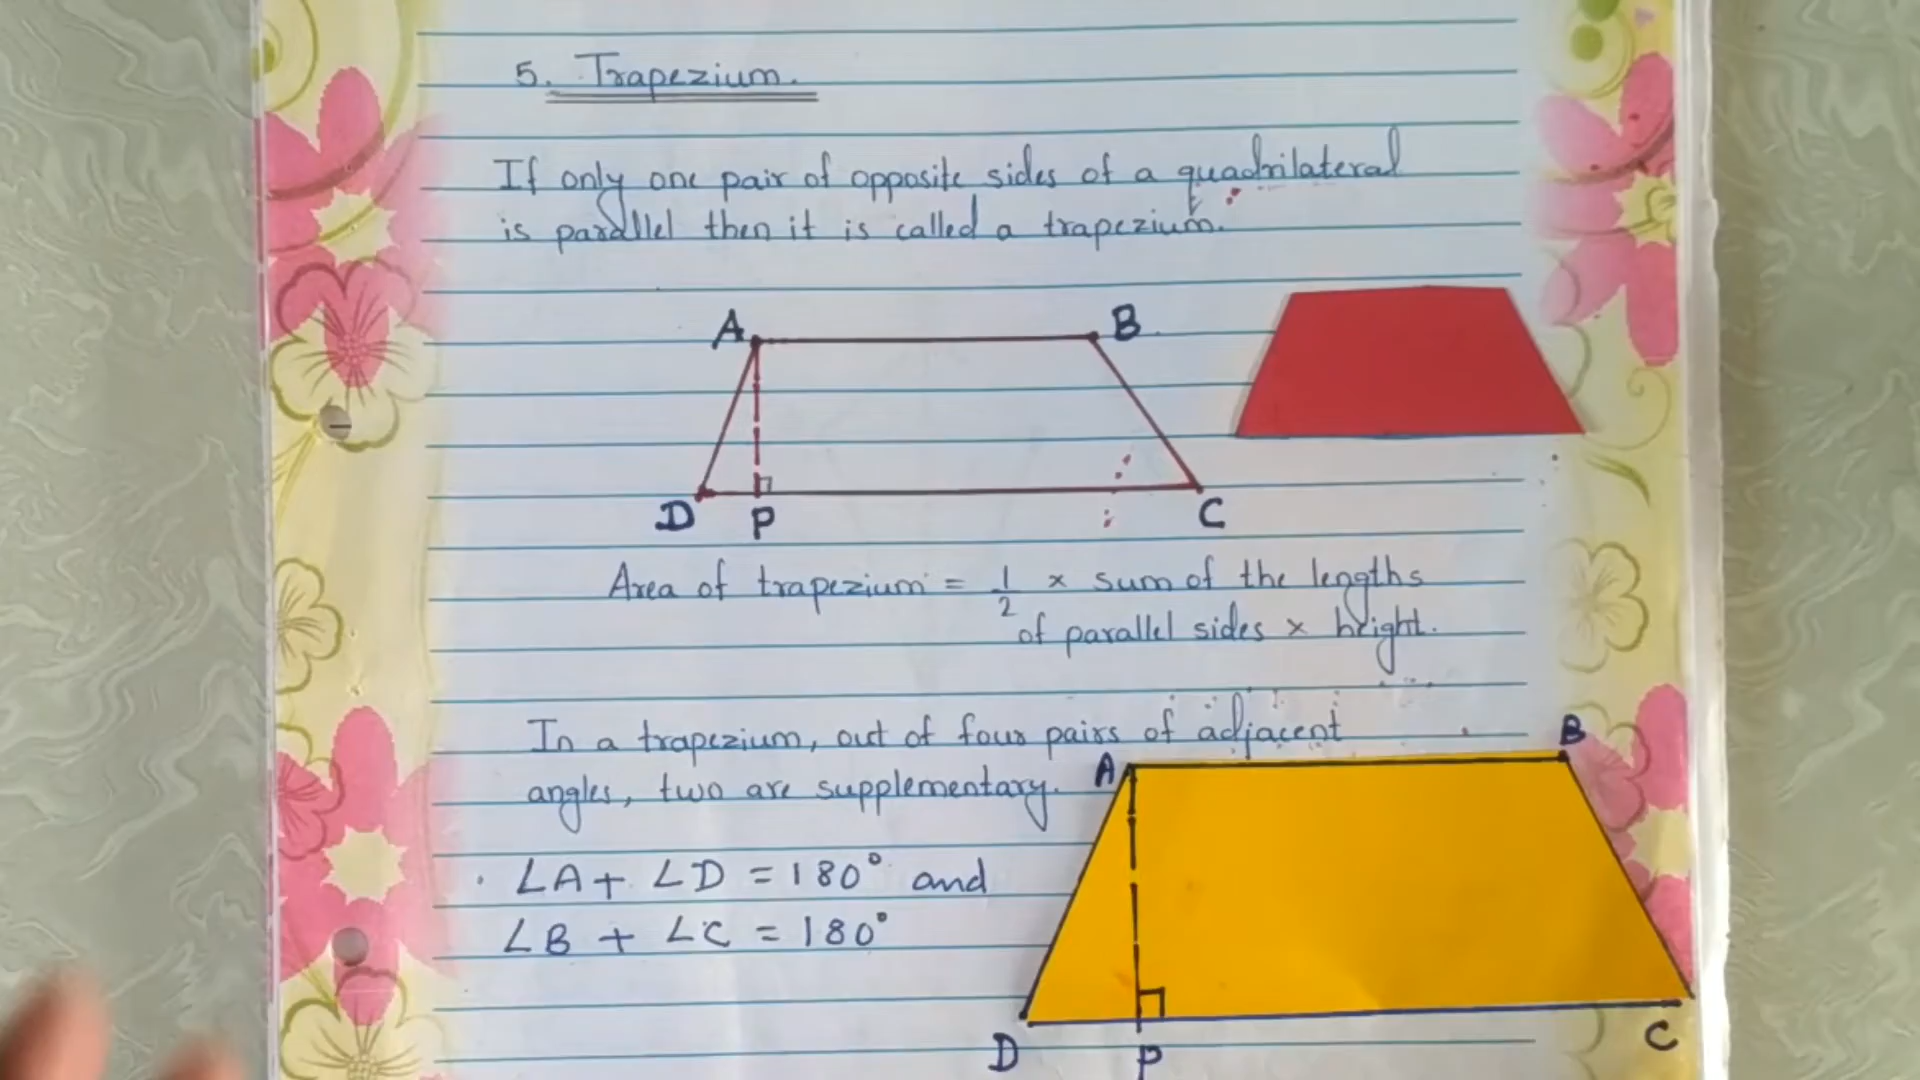 5. Trapezium.
If only one pair of opposite sides of a quadrilateral
is parallel then it is called a trapezium.
A B
D P C
Area of trapezium = 1/2 × sum of the lengths
of parallel sides × height.
In a trapezium, out of four pairs of adjacent
angles, two are supplementary.
∠A + ∠D = 180° and
∠B + ∠C = 180°
A B
D P C